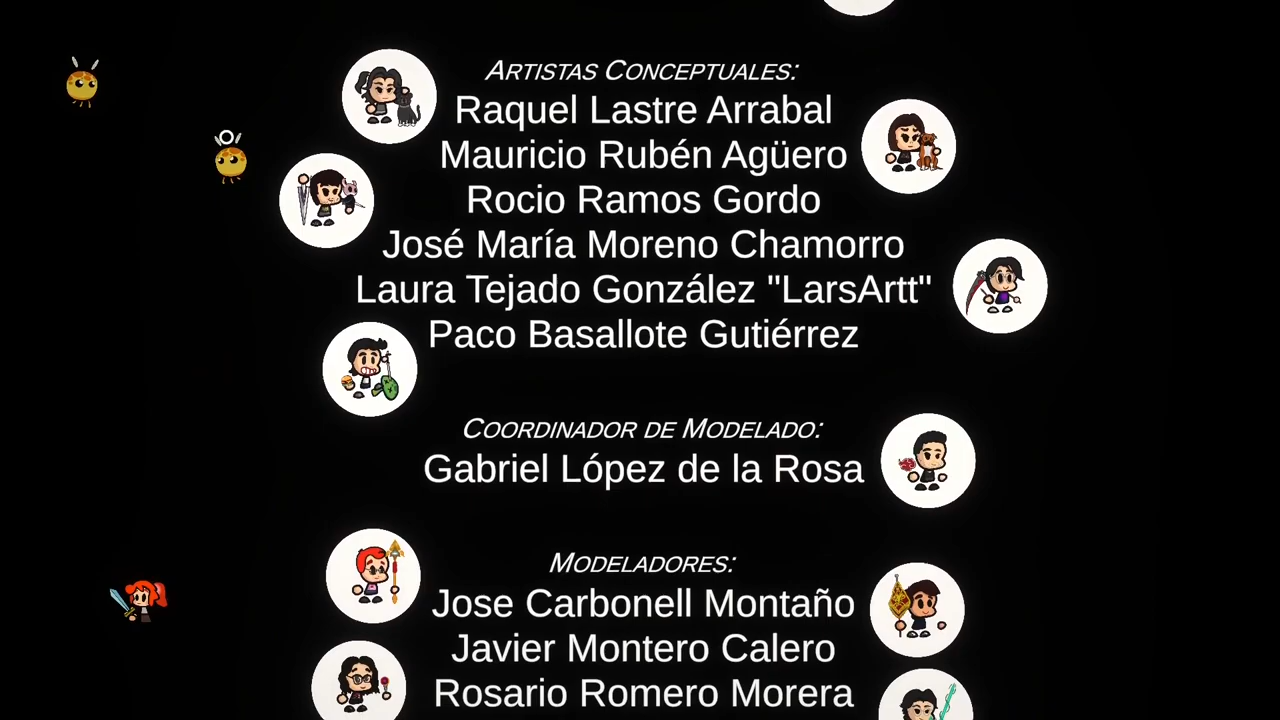 Artistas Conceptuales:
Raquel Lastre Arrabal
Mauricio Rubén Agüero
Rocio Ramos Gordo
José María Moreno Chamorro
Laura Tejado González "LarsArtt"
Paco Basallote Gutiérrez
Coordinador de Modelado:
Gabriel López de la Rosa
Modeladores:
Jose Carbonell Montaño
Javier Montero Calero
Rosario Romero Morera